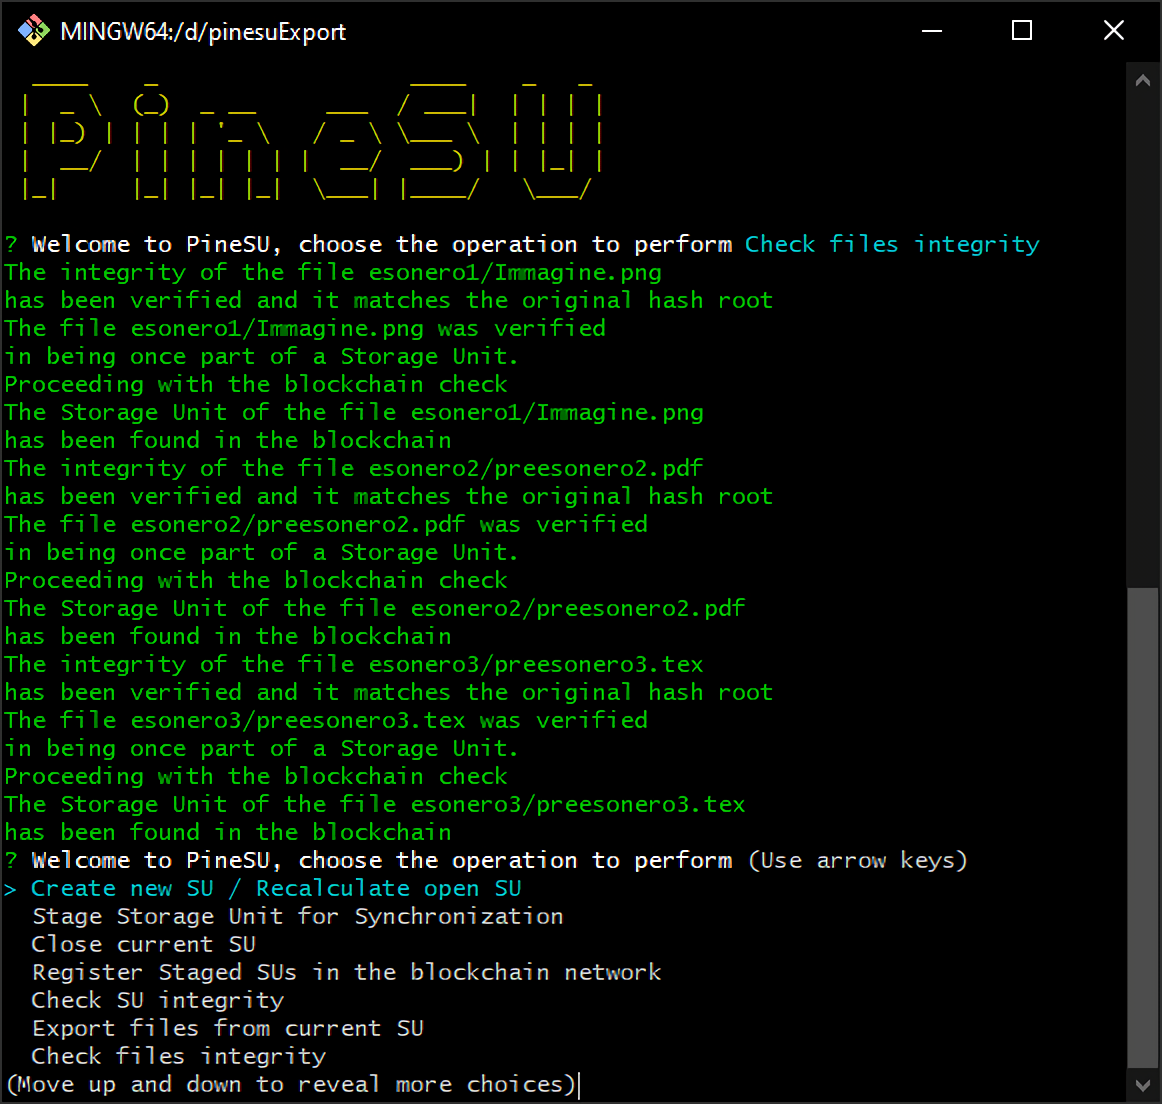 MINGW64:/d/pinesuExport
PineSU
? Welcome to PineSU, choose the operation to perform Check files integrity
The integrity of the file esonero1/Immagine.png
has been verified and it matches the original hash root
The file esonero1/Immagine.png was verified
in being once part of a Storage Unit.
Proceeding with the blockchain check
The Storage Unit of the file esonero1/Immagine.png
has been found in the blockchain
The integrity of the file esonero2/preesonero2.pdf
has been verified and it matches the original hash root
The file esonero2/preesonero2.pdf was verified
in being once part of a Storage Unit.
Proceeding with the blockchain check
The Storage Unit of the file esonero2/preesonero2.pdf
has been found in the blockchain
The integrity of the file esonero3/preesonero3.tex
has been verified and it matches the original hash root
The file esonero3/preesonero3.tex was verified
in being once part of a Storage Unit.
Proceeding with the blockchain check
The Storage Unit of the file esonero3/preesonero3.tex
has been found in the blockchain
? Welcome to PineSU, choose the operation to perform (Use arrow keys)
> Create new SU / Recalculate open SU
Stage Storage Unit for Synchronization
Close current SU
Register Staged SUs in the blockchain network
Check SU integrity
Export files from current SU
Check files integrity
(Move up and down to reveal more choices)